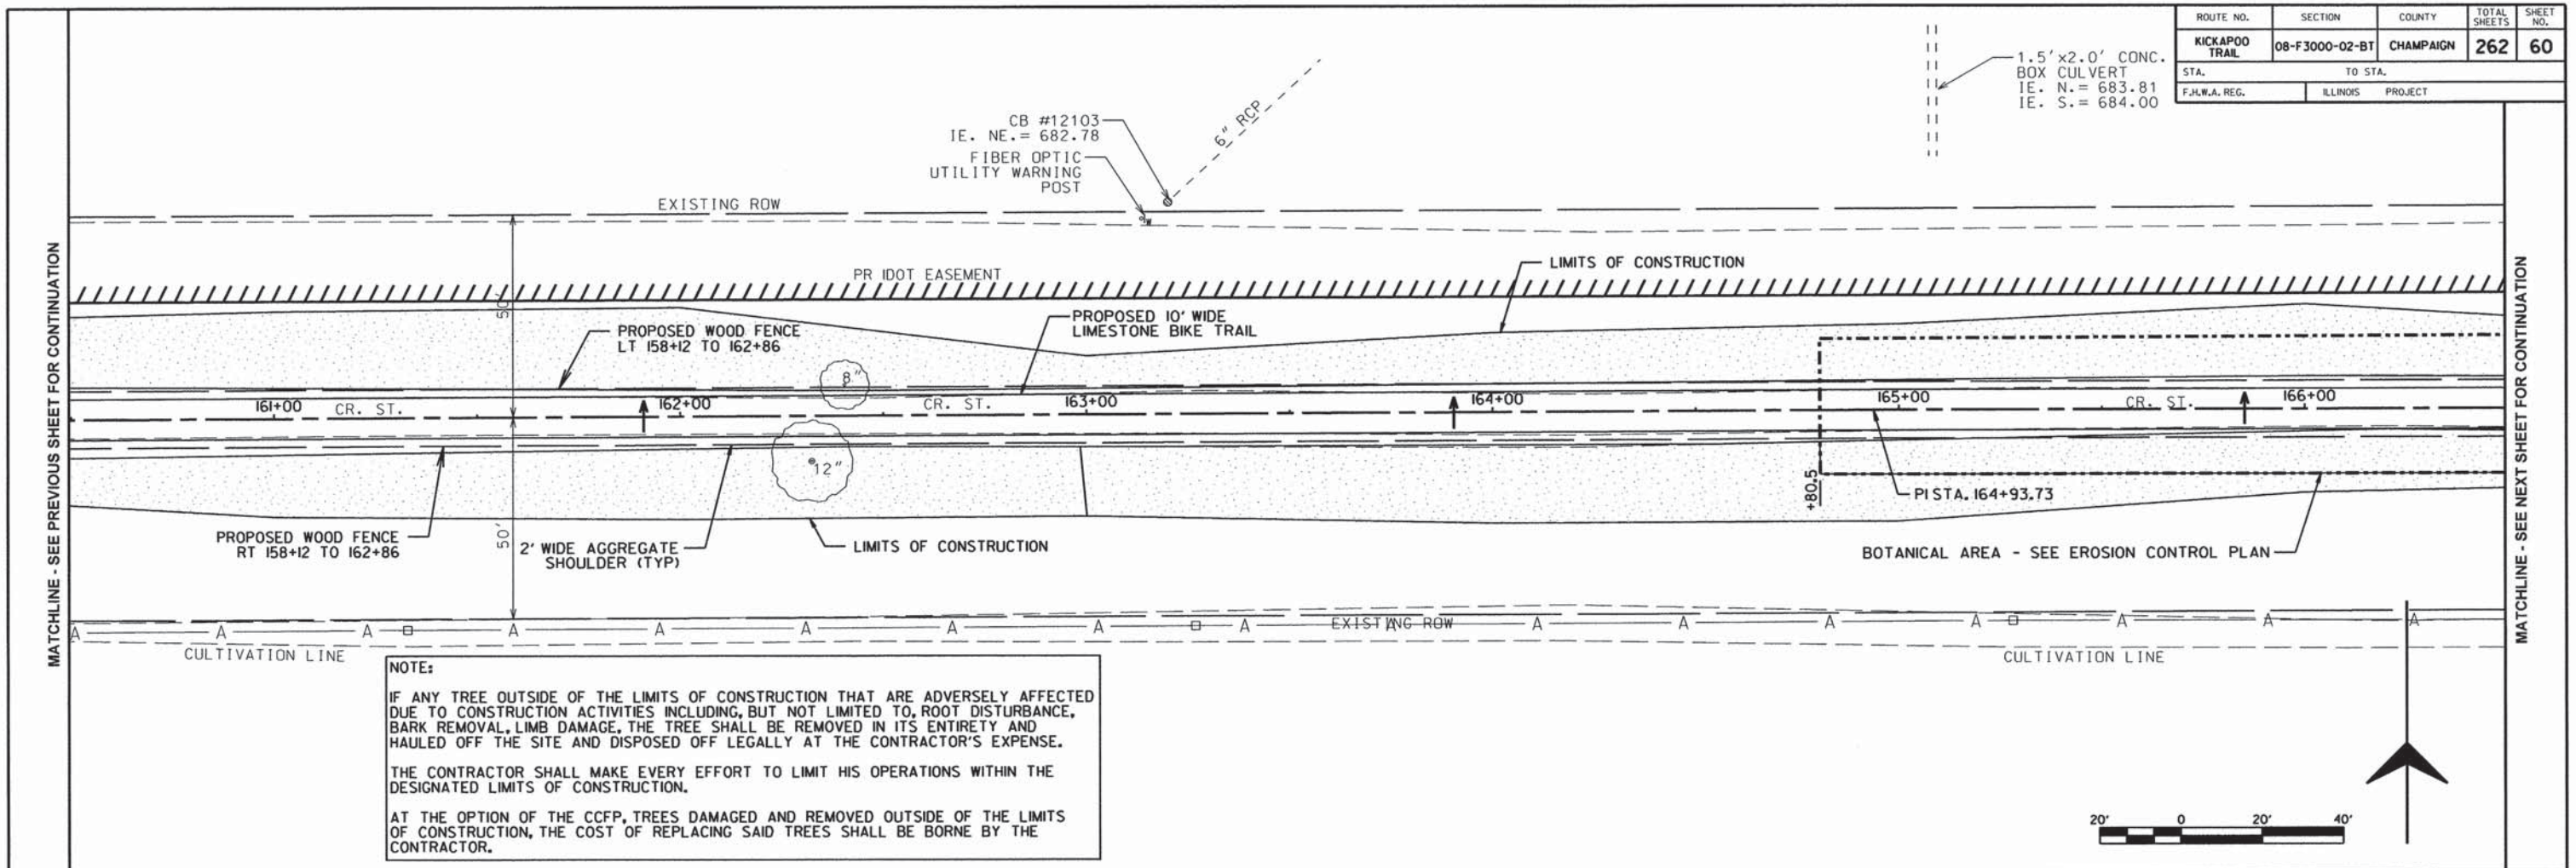 ROUTE NO.
SECTION
COUNTY
TOTAL
SHEETS
SHEET
NO.
KICKAPOO
TRAIL
08-F3000-02-BT
CHAMPAIGN
262
60
STA.
TO STA.
F.H.W.A. REG.
ILLINOIS
PROJECT
1.5'x2.0' CONC.
BOX CULVERT
IE. N.= 683.81
IE. S.= 684.00
CB #12103
IE. NE.= 682.78
6" RCP
FIBER OPTIC
UTILITY WARNING
POST
EXISTING ROW
PR IDOT EASEMENT
LIMITS OF CONSTRUCTION
50'
PROPOSED WOOD FENCE
LT 158+12 TO 162+86
PROPOSED 10' WIDE
LIMESTONE BIKE TRAIL
8"
161+00
CR. ST.
162+00
CR. ST.
163+00
164+00
165+00
CR. ST.
166+00
12"
+80.5
PI STA. 164+93.73
PROPOSED WOOD FENCE
RT 158+12 TO 162+86
50'
2' WIDE AGGREGATE
SHOULDER (TYP)
LIMITS OF CONSTRUCTION
BOTANICAL AREA - SEE EROSION CONTROL PLAN
MATCHLINE - SEE PREVIOUS SHEET FOR CONTINUATION
MATCHLINE - SEE NEXT SHEET FOR CONTINUATION
A A A A A A A A A A A A A A A A A
EXISTING ROW
CULTIVATION LINE
CULTIVATION LINE
NOTE:
IF ANY TREE OUTSIDE OF THE LIMITS OF CONSTRUCTION THAT ARE ADVERSELY AFFECTED
DUE TO CONSTRUCTION ACTIVITIES INCLUDING, BUT NOT LIMITED TO, ROOT DISTURBANCE,
BARK REMOVAL, LIMB DAMAGE, THE TREE SHALL BE REMOVED IN ITS ENTIRETY AND
HAULED OFF THE SITE AND DISPOSED OFF LEGALLY AT THE CONTRACTOR'S EXPENSE.
THE CONTRACTOR SHALL MAKE EVERY EFFORT TO LIMIT HIS OPERATIONS WITHIN THE
DESIGNATED LIMITS OF CONSTRUCTION.
AT THE OPTION OF THE CCFP, TREES DAMAGED AND REMOVED OUTSIDE OF THE LIMITS
OF CONSTRUCTION, THE COST OF REPLACING SAID TREES SHALL BE BORNE BY THE
CONTRACTOR.
20' 0 20' 40'